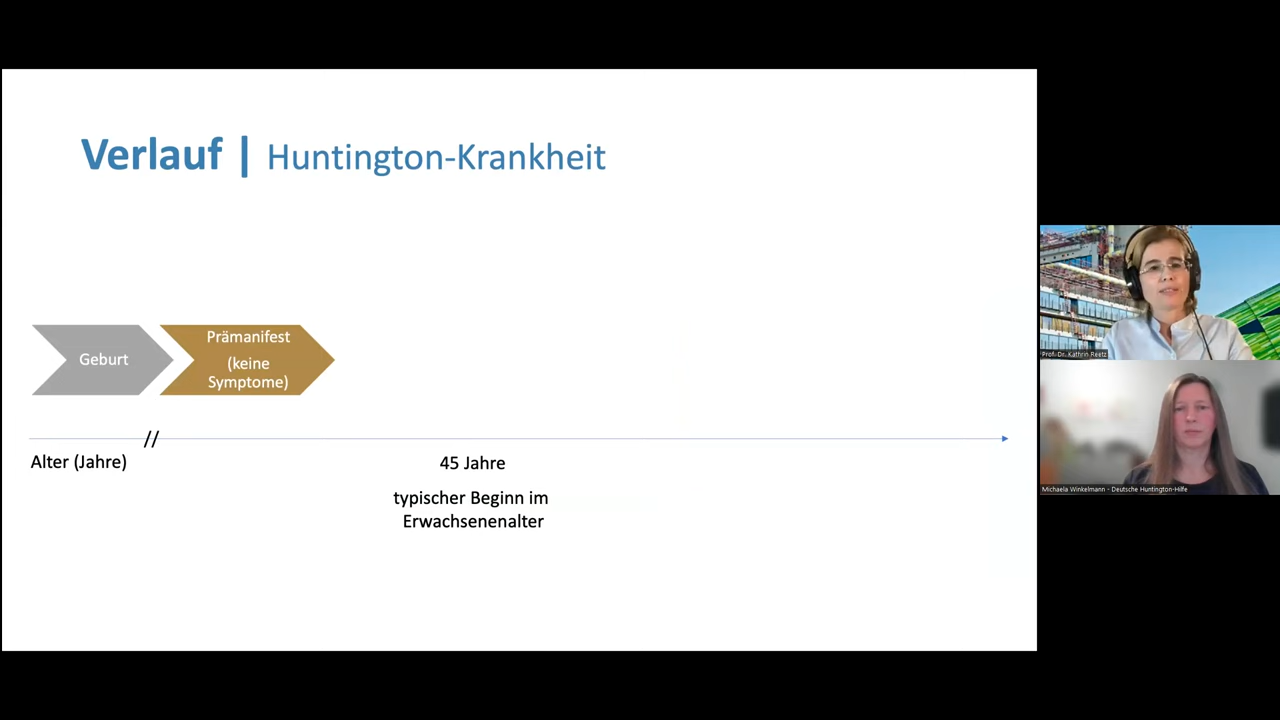 Verlauf | Huntington-Krankheit
Geburt
Prämanifest
(keine
Symptome)
//
Alter (Jahre)
45 Jahre
typischer Beginn im
Erwachsenenalter
Prof. Dr. Kathrin Reetz
Michaela Winkelmann - Deutsche Huntington-Hilfe